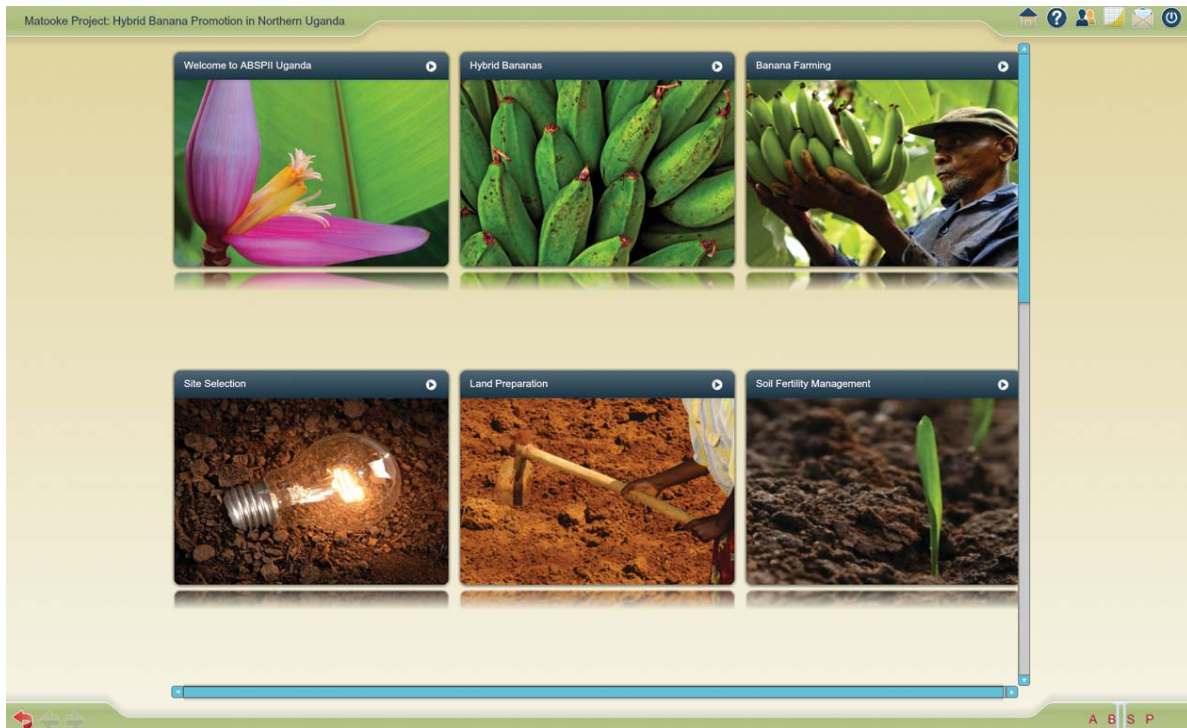 Matooke Project: Hybrid Banana Promotion in Northern Uganda
Welcome to ABSPII Uganda
Hybrid Bananas
Banana Farming
Site Selection
Land Preparation
Soil Fertility Management
A B II S P